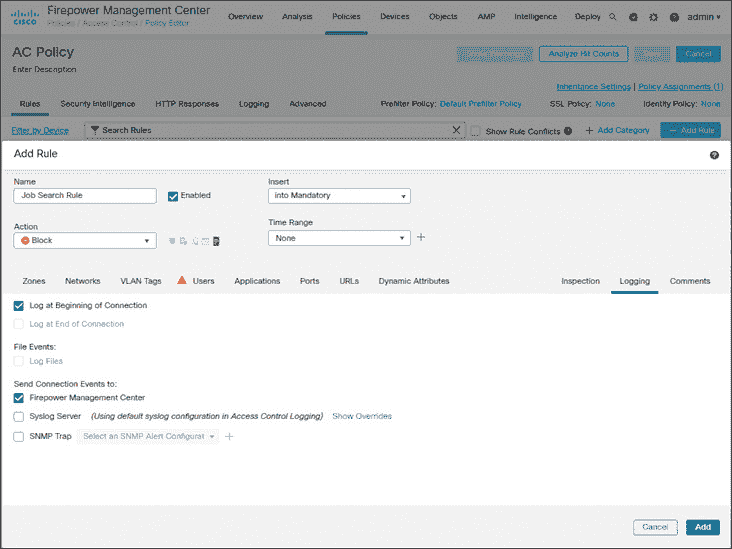 Firepower Management Center
CISCO Policies / Access Control / Policy Editor
Overview Analysis Policies Devices Objects AMP Intelligence Deploy admin
AC Policy
Enter Description
Analyze Hit Counts Cancel
Inheritance Settings | Policy Assignments (1)
Rules Security Intelligence HTTP Responses Logging Advanced Prefilter Policy: Default Prefilter Policy SSL Policy: None Identity Policy: None
Filter by Device Search Rules Show Rule Conflicts + Add Category + Add Rule
Add Rule
Name Insert
Job Search Rule Enabled into Mandatory
Action Time Range
Block None
Zones Networks VLAN Tags Users Applications Ports URLs Dynamic Attributes Inspection Logging Comments
Log at Beginning of Connection
Log at End of Connection
File Events:
Log Files
Send Connection Events to:
Firepower Management Center
Syslog Server (Using default syslog configuration in Access Control Logging) Show Overrides
SNMP Trap Select an SNMP Alert Configurat
Cancel Add